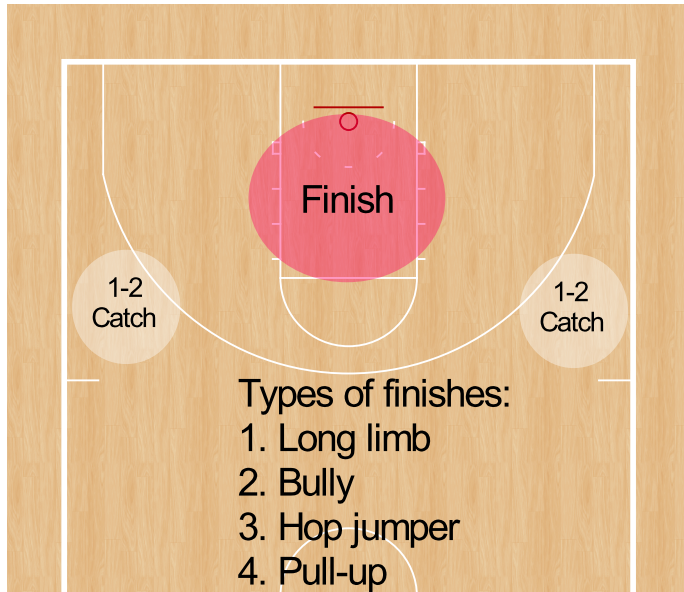 Finish
1-2
Catch
1-2
Catch
Types of finishes:
1. Long limb
2. Bully
3. Hop jumper
4. Pull-up